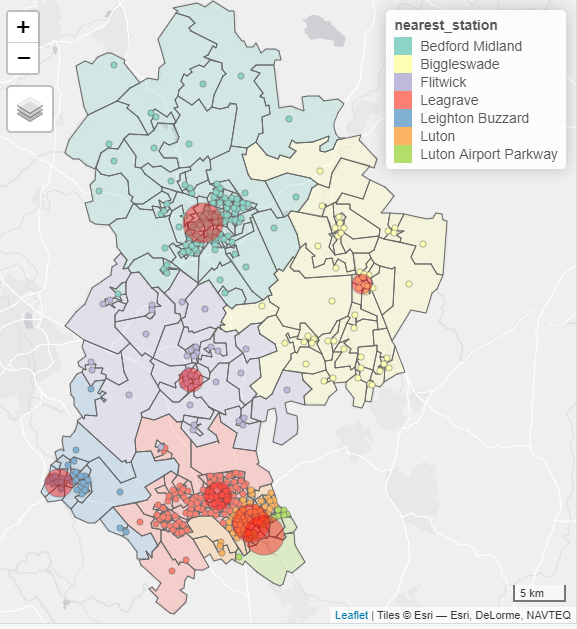 +
−
nearest_station
Bedford Midland
Biggleswade
Flitwick
Leagrave
Leighton Buzzard
Luton
Luton Airport Parkway
5 km
Leaflet | Tiles © Esri — Esri, DeLorme, NAVTEQ